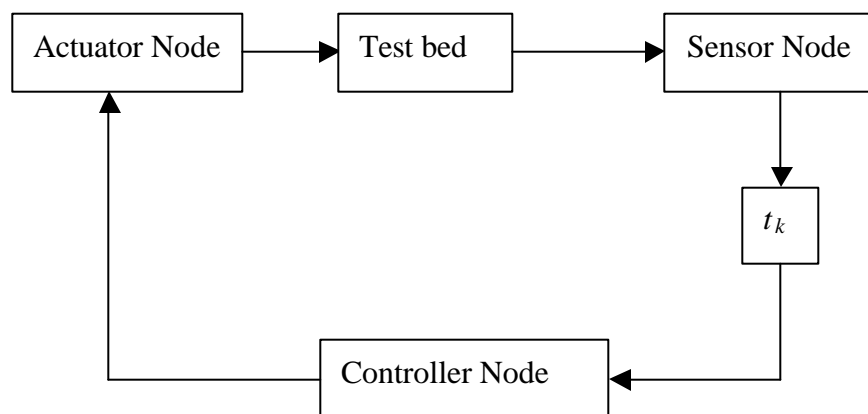 Actuator Node
Test bed
Sensor Node
t_k
Controller Node